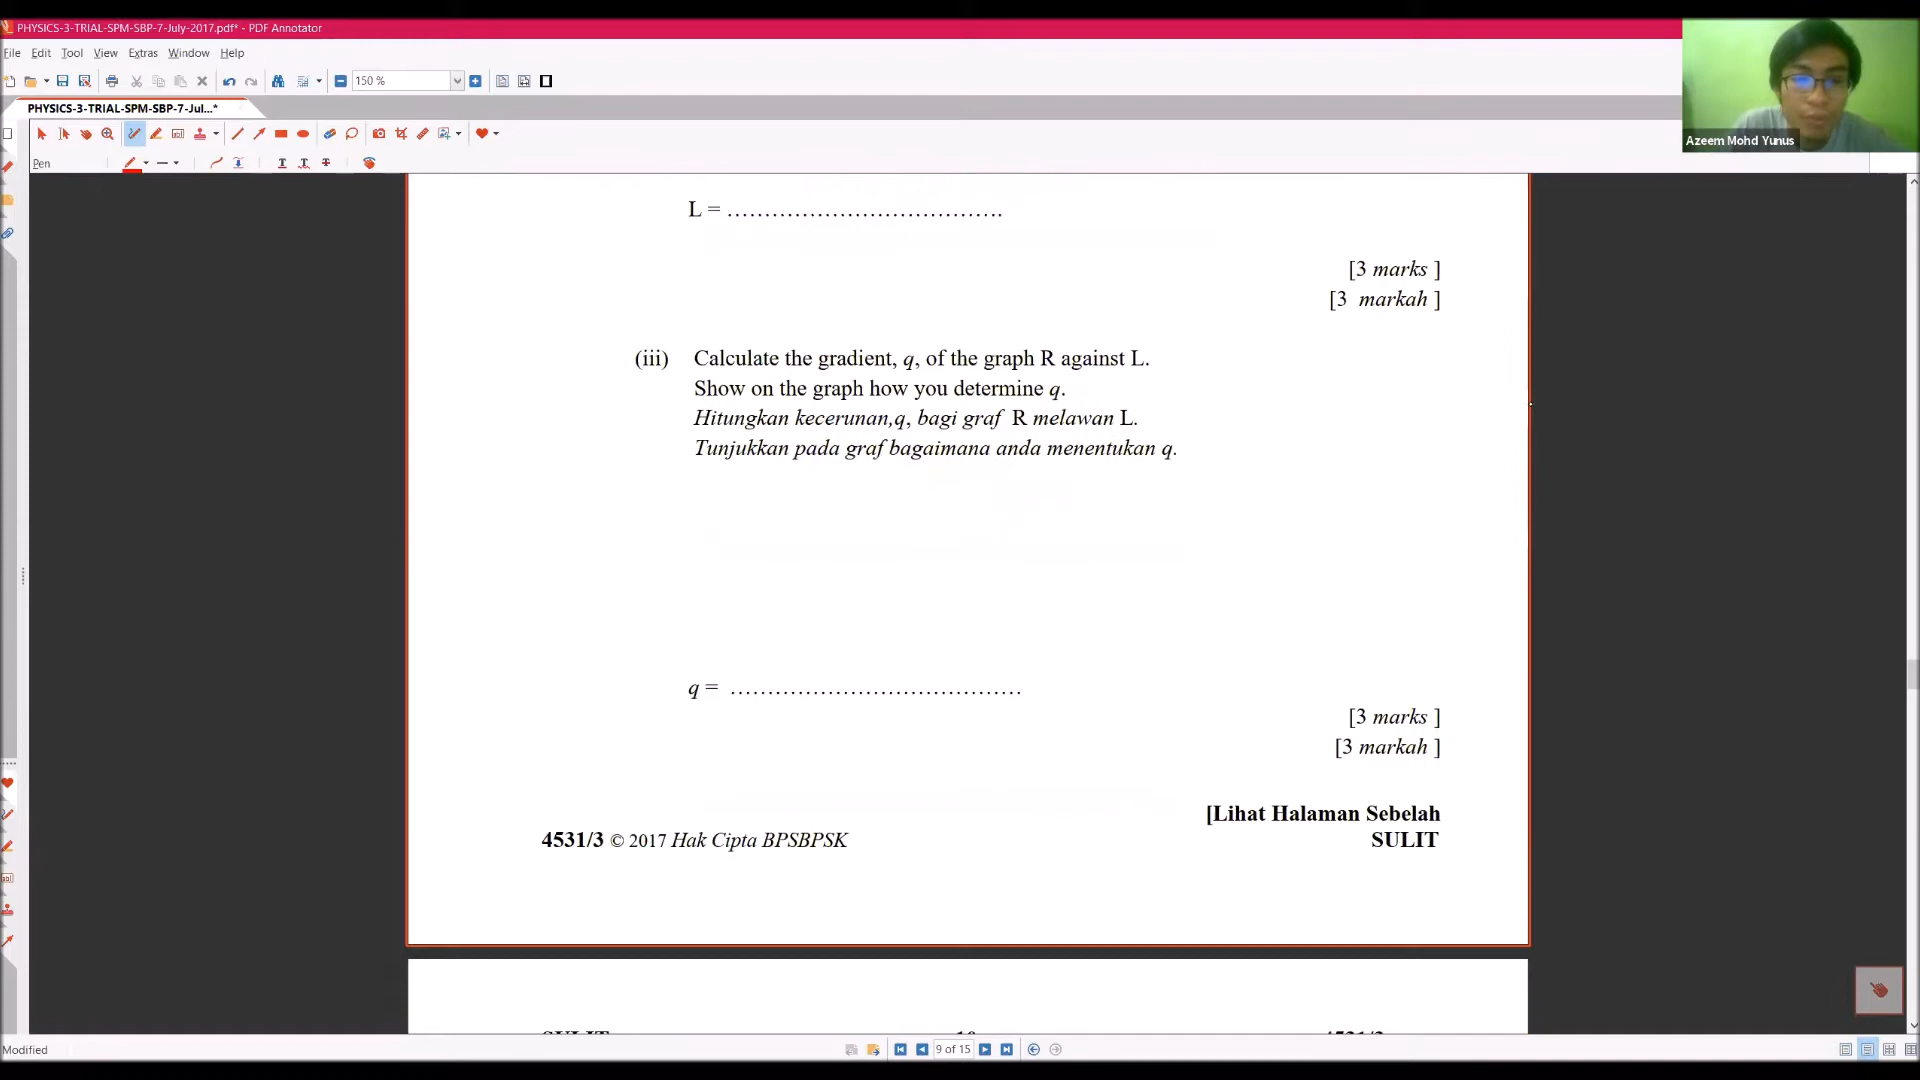 PHYSICS-3-TRIAL-SPM-SBP-7-July-2017.pdf* - PDF Annotator
File Edit Tool View Extras Window Help
150 %
PHYSICS-3-TRIAL-SPM-SBP-7-Jul...*
Pen
Azeem Mohd Yunus
L = ………………………………….
[3 marks ]
[3 markah ]
(iii) Calculate the gradient, q, of the graph R against L.
Show on the graph how you determine q.
Hitungkan kecerunan,q, bagi graf R melawan L.
Tunjukkan pada graf bagaimana anda menentukan q.
q = …………………………………
[3 marks ]
[3 markah ]
[Lihat Halaman Sebelah
4531/3 © 2017 Hak Cipta BPSBPSK SULIT
SULIT 10 4531/3
Modified
9 of 15